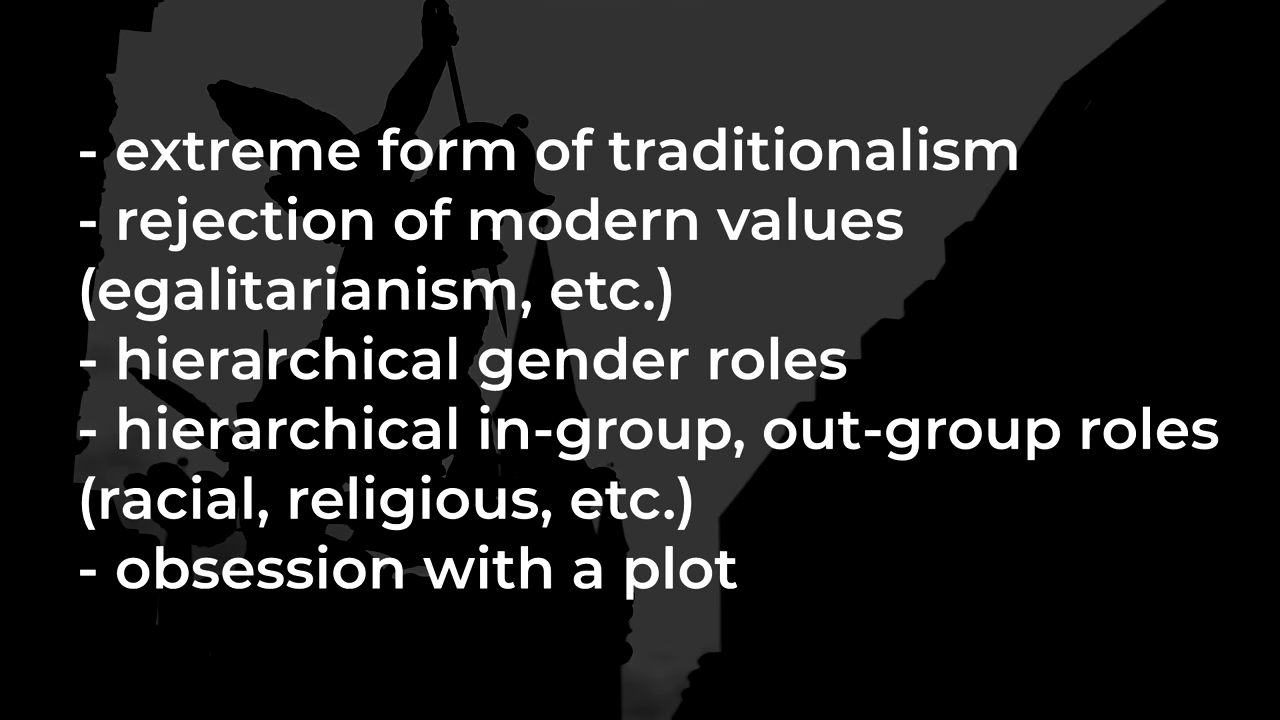 - extreme form of traditionalism
- rejection of modern values
(egalitarianism, etc.)
- hierarchical gender roles
- hierarchical in-group, out-group roles
(racial, religious, etc.)
- obsession with a plot